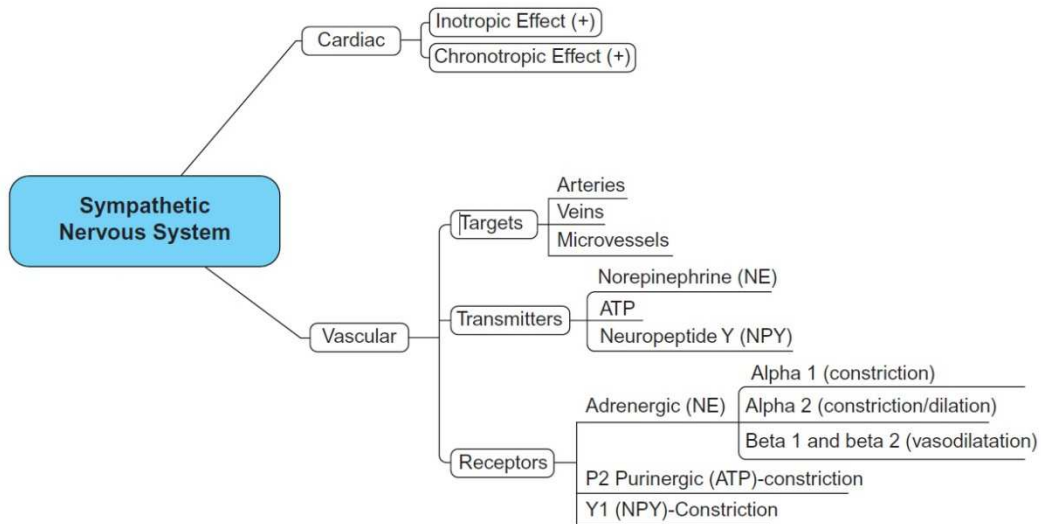 Inotropic Effect (+)
Cardiac
Chronotropic Effect (+)
Sympathetic
Nervous System
Arteries
Targets
Veins
Microvessels
Norepinephrine (NE)
Transmitters
ATP
Neuropeptide Y (NPY)
Vascular
Alpha 1 (constriction)
Adrenergic (NE)
Alpha 2 (constriction/dilation)
Beta 1 and beta 2 (vasodilatation)
Receptors
P2 Purinergic (ATP)-constriction
Y1 (NPY)-Constriction